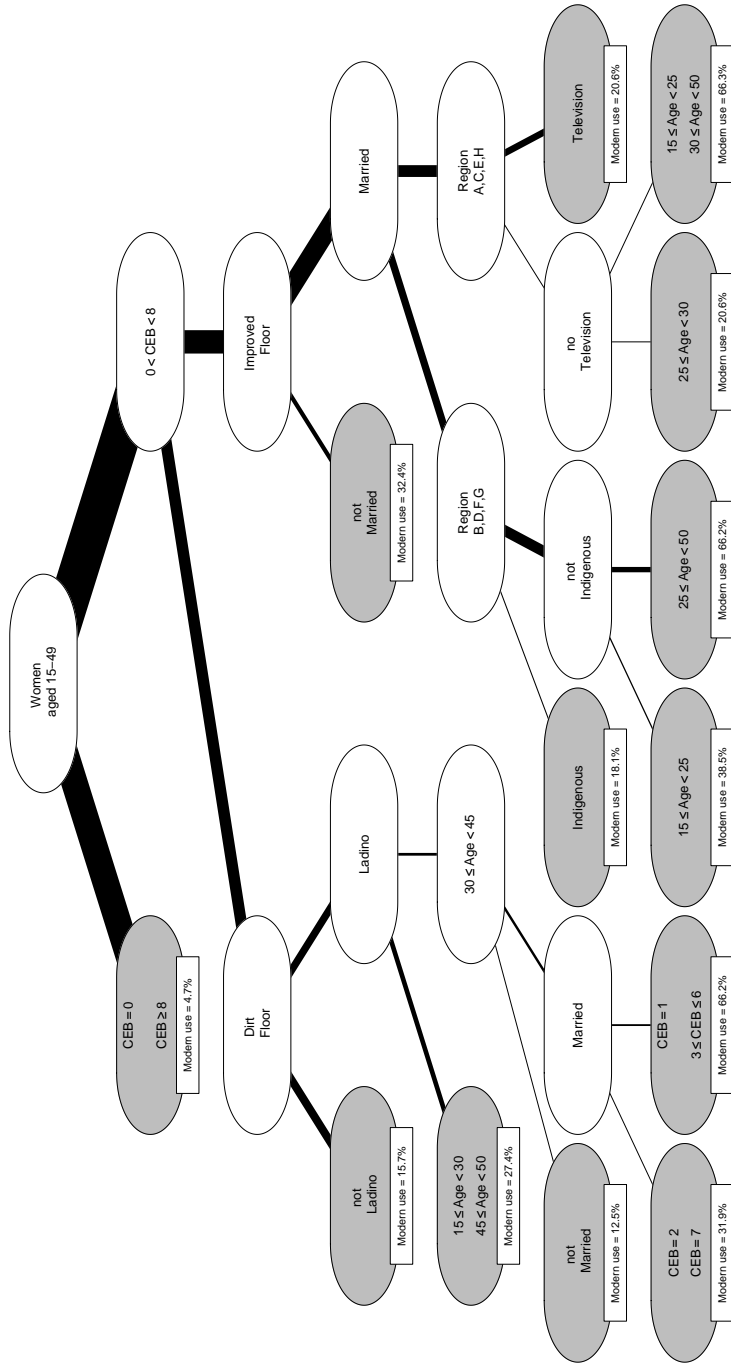 Women
aged 15–49
CEB = 0
CEB ≥ 8
Modern use = 4.7%
0 < CEB < 8
Dirt
Floor
Improved
Floor
not
Ladino
Modern use = 15.7%
Ladino
not
Married
Modern use = 32.4%
Married
15 ≤ Age < 30
45 ≤ Age < 50
Modern use = 27.4%
30 ≤ Age < 45
Region
B,D,F,G
Region
A,C,E,H
not
Married
Modern use = 12.5%
Married
Indigenous
Modern use = 18.1%
not
Indigenous
no
Television
Television
Modern use = 20.6%
CEB = 2
CEB = 7
Modern use = 31.9%
CEB = 1
3 ≤ CEB ≤ 6
Modern use = 66.2%
15 ≤ Age < 25
Modern use = 38.5%
25 ≤ Age < 50
Modern use = 66.2%
25 ≤ Age < 30
Modern use = 20.6%
15 ≤ Age < 25
30 ≤ Age < 50
Modern use = 66.3%